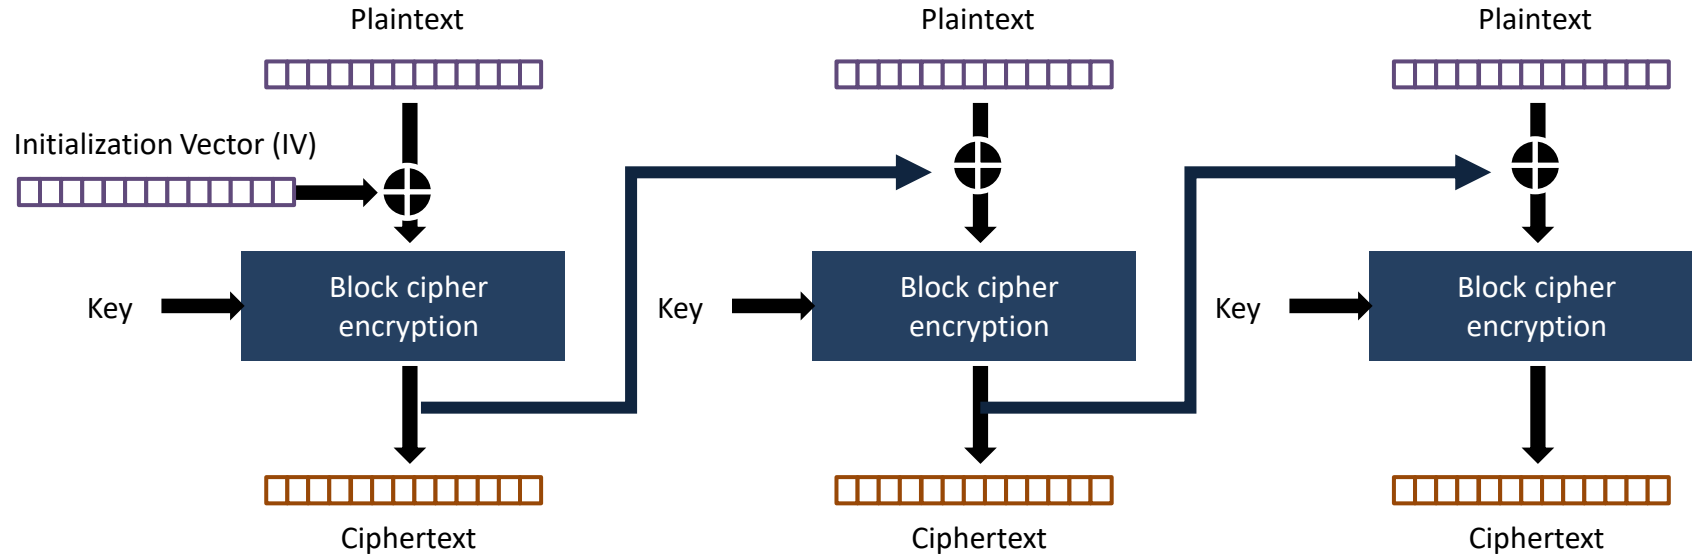 Plaintext
Plaintext
Plaintext
Initialization Vector (IV)
Key
Block cipher
encryption
Key
Block cipher
encryption
Key
Block cipher
encryption
Ciphertext
Ciphertext
Ciphertext